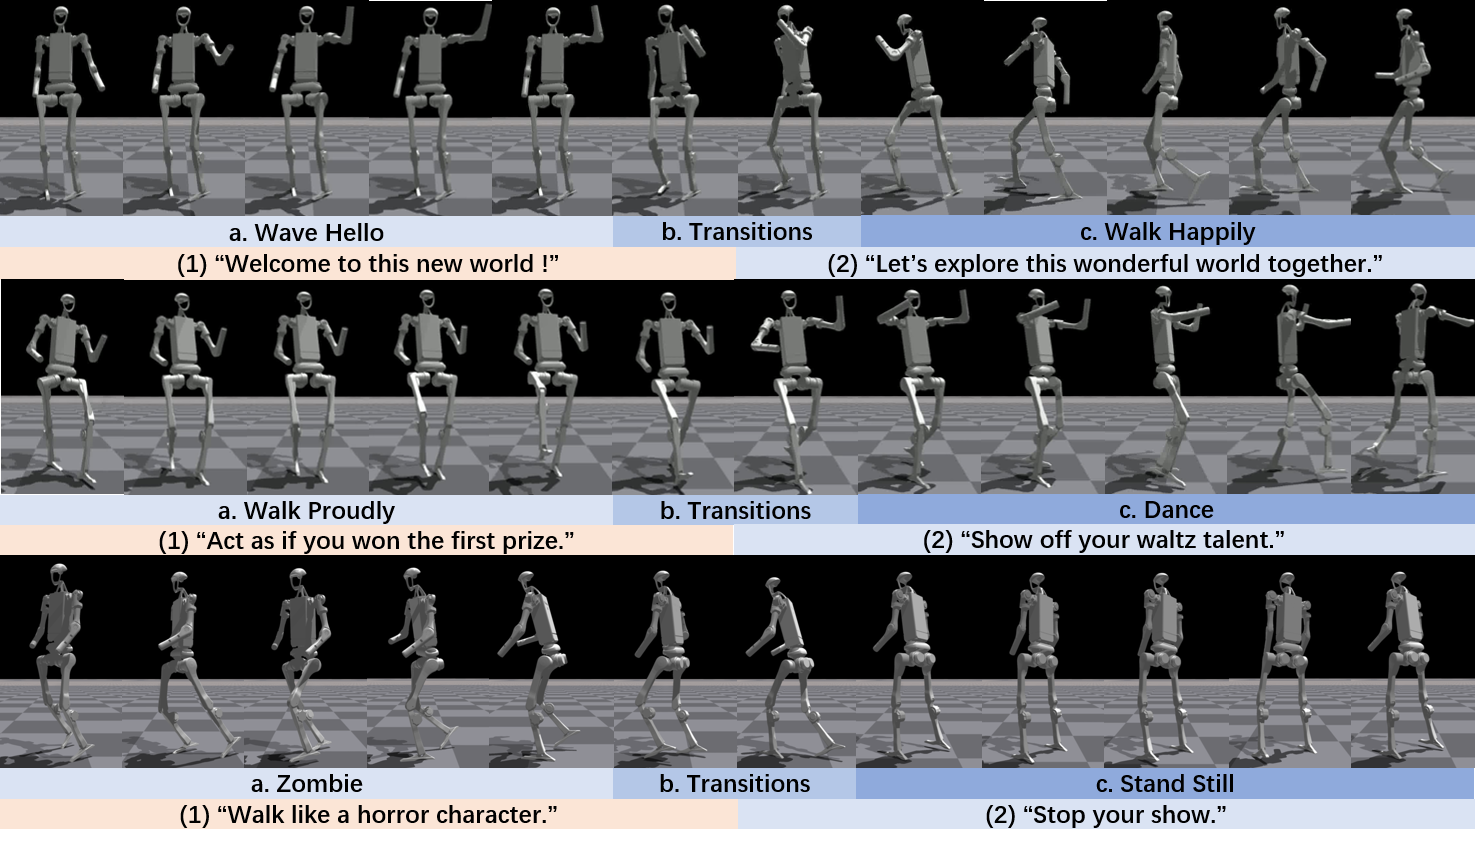 a. Wave Hello
b. Transitions
c. Walk Happily
(1) “Welcome to this new world !”
(2) “Let’s explore this wonderful world together.”
a. Walk Proudly
b. Transitions
c. Dance
(1) “Act as if you won the first prize.”
(2) “Show off your waltz talent.”
a. Zombie
b. Transitions
c. Stand Still
(1) “Walk like a horror character.”
(2) “Stop your show.”